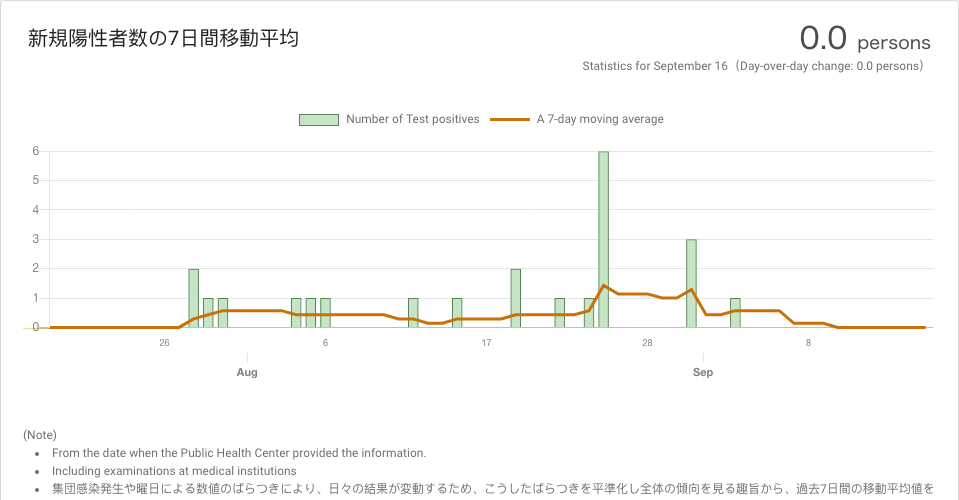 新規陽性者数の7日間移動平均
0.0 persons
Statistics for September 16（Day-over-day change: 0.0 persons）
Number of Test positives A 7-day moving average
6
5
4
3
2
1
0
26 6 17 28 8
Aug Sep
(Note)
• From the date when the Public Health Center provided the information.
• Including examinations at medical institutions
• 集団感染発生や曜日による数値のばらつきにより、日々の結果が変動するため、こうしたばらつきを平準化し全体の傾向を見る趣旨から、過去7日間の移動平均値を